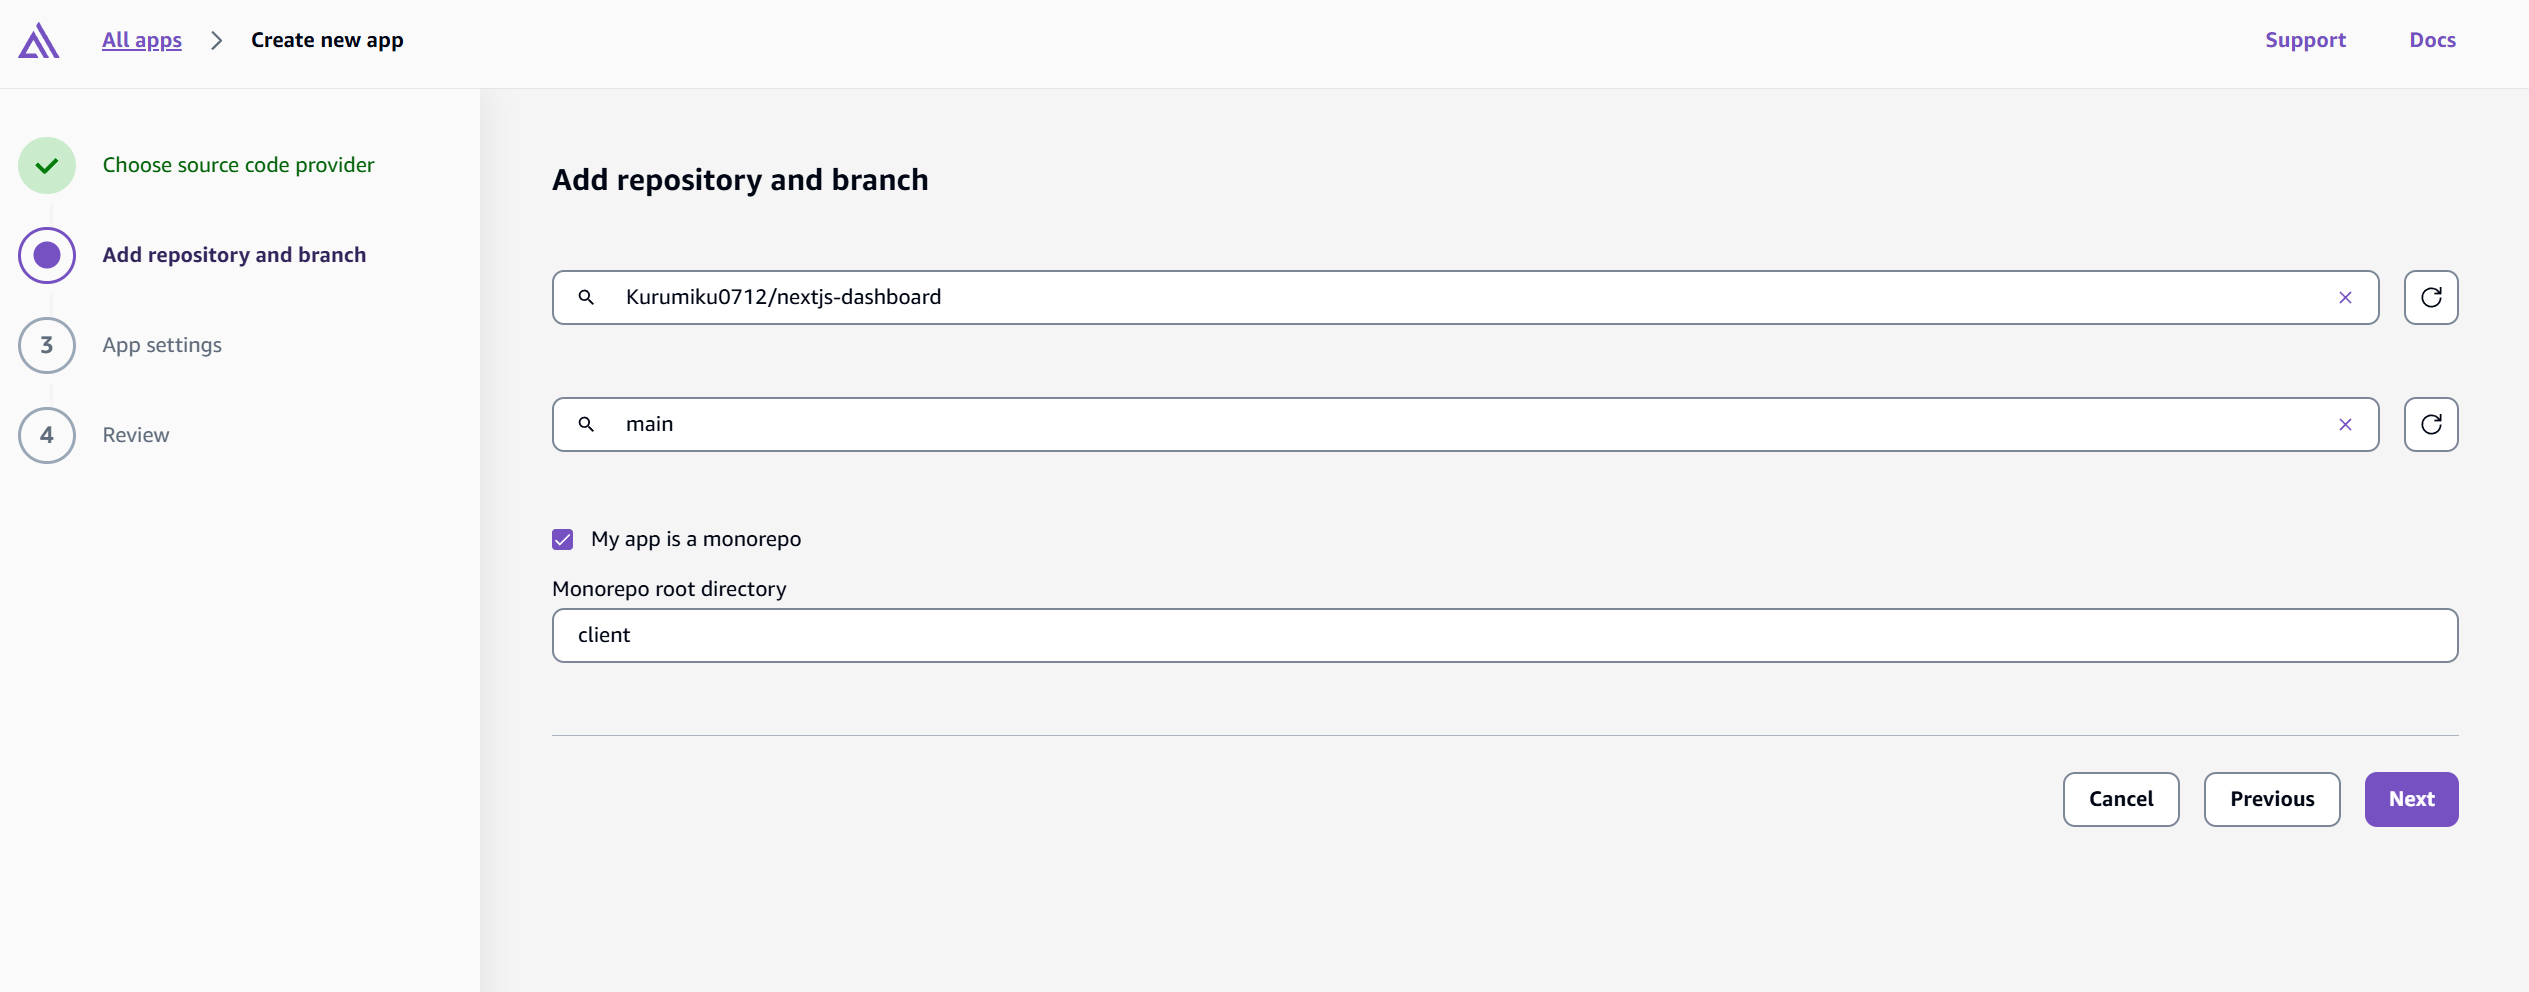 All apps
Create new app
Support
Docs
Choose source code provider
Add repository and branch
3
App settings
4
Review
Add repository and branch
Kurumiku0712/nextjs-dashboard
main
My app is a monorepo
Monorepo root directory
client
Cancel
Previous
Next